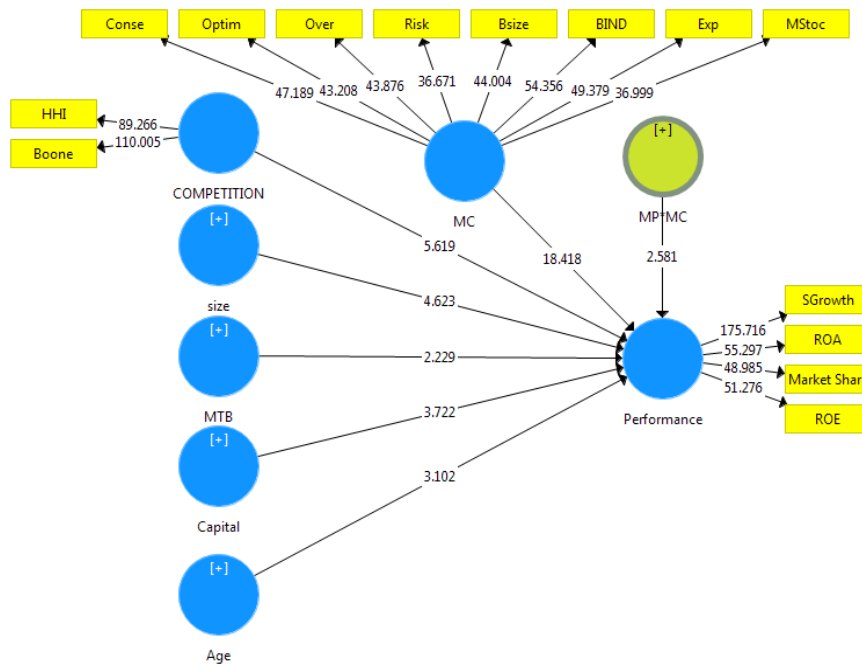 Conse
Optim
Over
Risk
Bsize
BIND
Exp
MStoc
47.189
43.208
43.876
36.671
44.004
54.356
49.379
36.999
HHI
Boone
89.266
110.005
COMPETITION
MC
[+]
MP*MC
[+]
size
5.619
18.418
2.581
4.623
[+]
MTB
2.229
Performance
SGrowth
ROA
Market Shar
ROE
175.716
55.297
48.985
51.276
[+]
Capital
3.722
[+]
Age
3.102